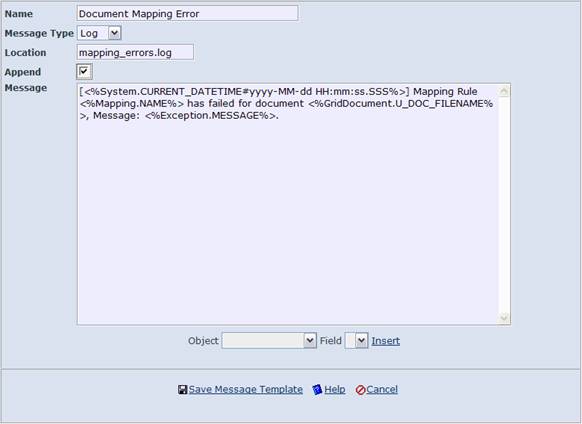 Name Document Mapping Error
Message Type Log
Location mapping_errors.log
Append
Message
[<%System.CURRENT_DATETIME#yyyy-MM-dd HH:mm:ss.SSS%>] Mapping Rule
<%Mapping.NAME%> has failed for document <%GridDocument.U_DOC_FILENAME%
>, Message: <%Exception.MESSAGE%>.
Object Field Insert
Save Message Template Help Cancel